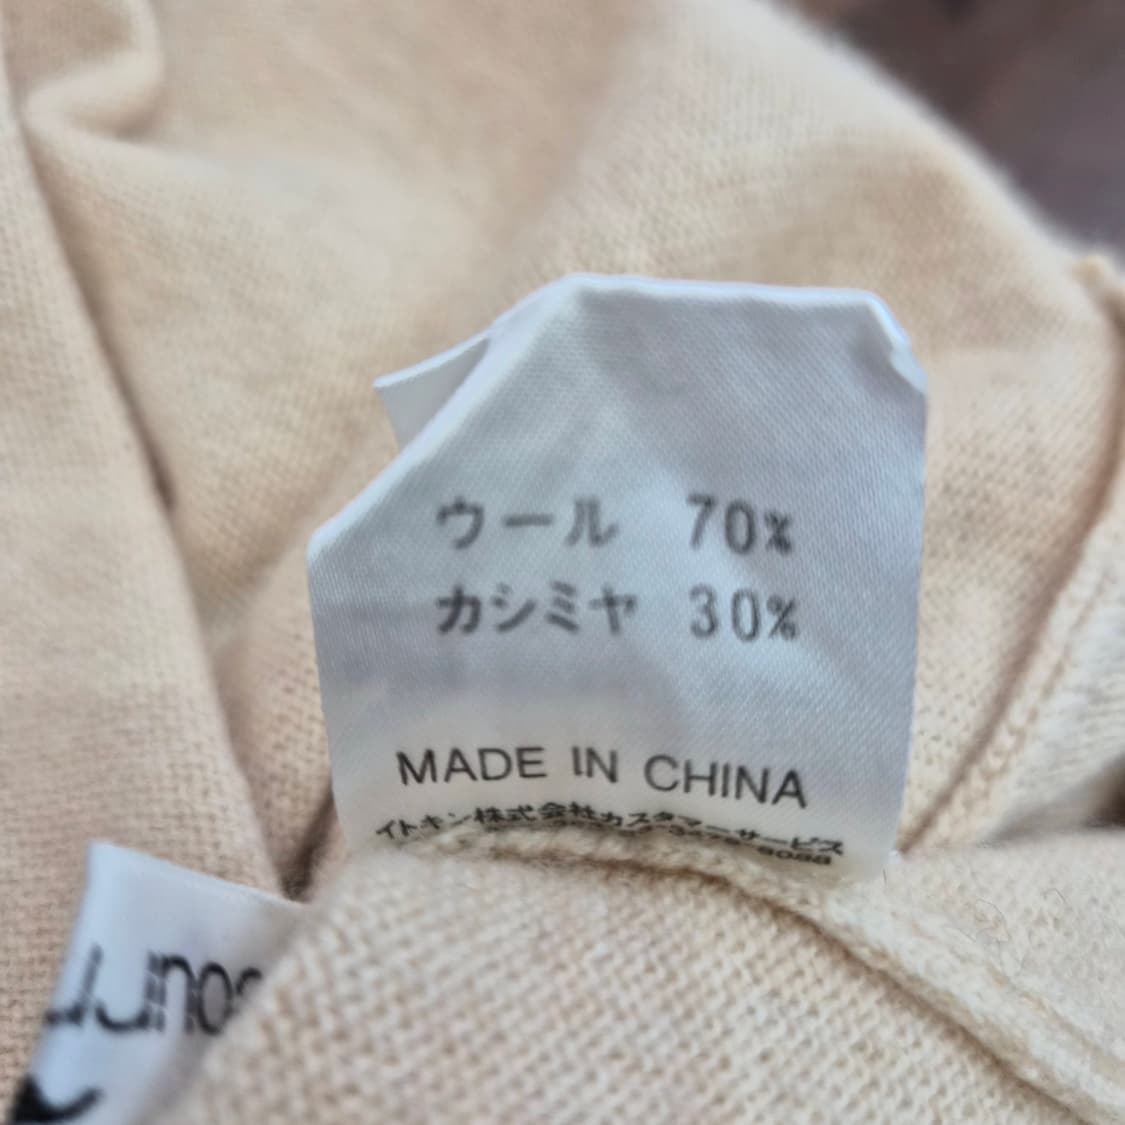 ウール 70%
カシミヤ 30%
MADE IN CHINA
イトキン株式会社カスタマーサービス